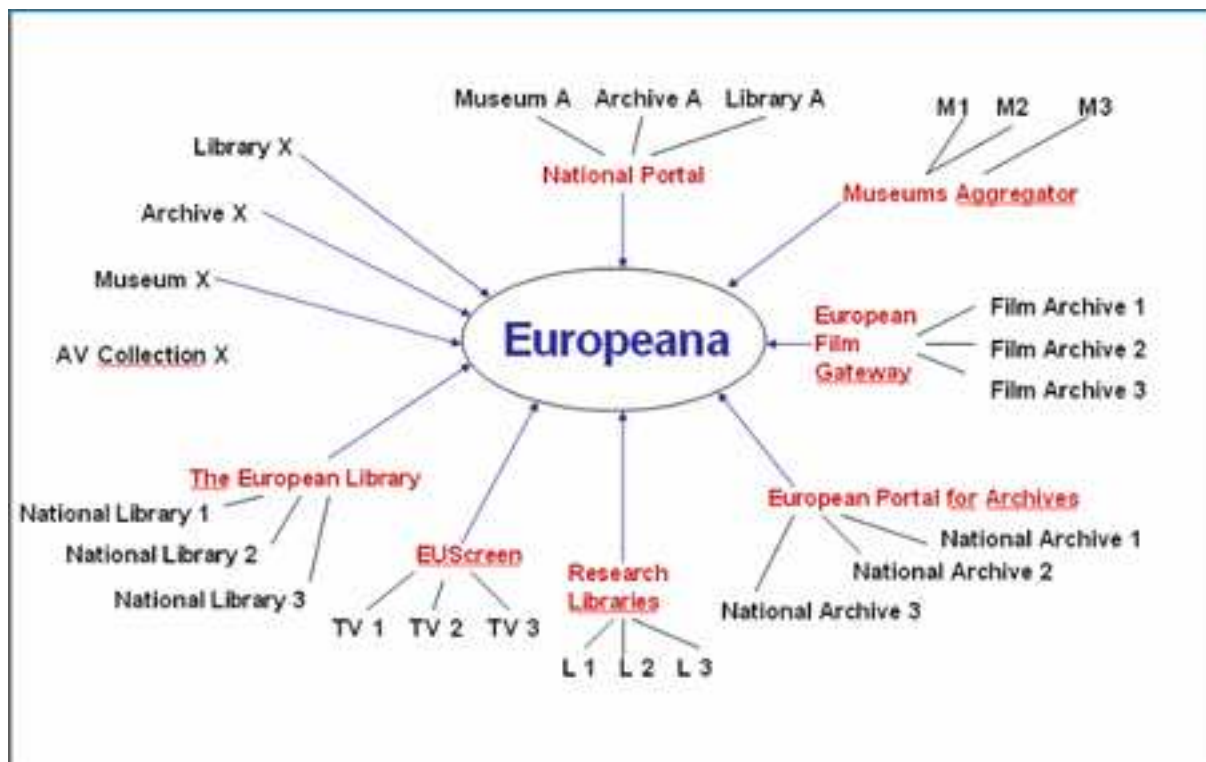 Museum A Archive A Library A
M1 M2 M3
Library X
National Portal
Museums Aggregator
Archive X
Museum X
Europeana
European
Film
Gateway
Film Archive 1
Film Archive 2
Film Archive 3
AV Collection X
The European Library
National Library 1
National Library 2
National Library 3
EUScreen
TV 1 TV 2 TV 3
Research
Libraries
L 1 L 2 L 3
European Portal for Archives
National Archive 1
National Archive 2
National Archive 3